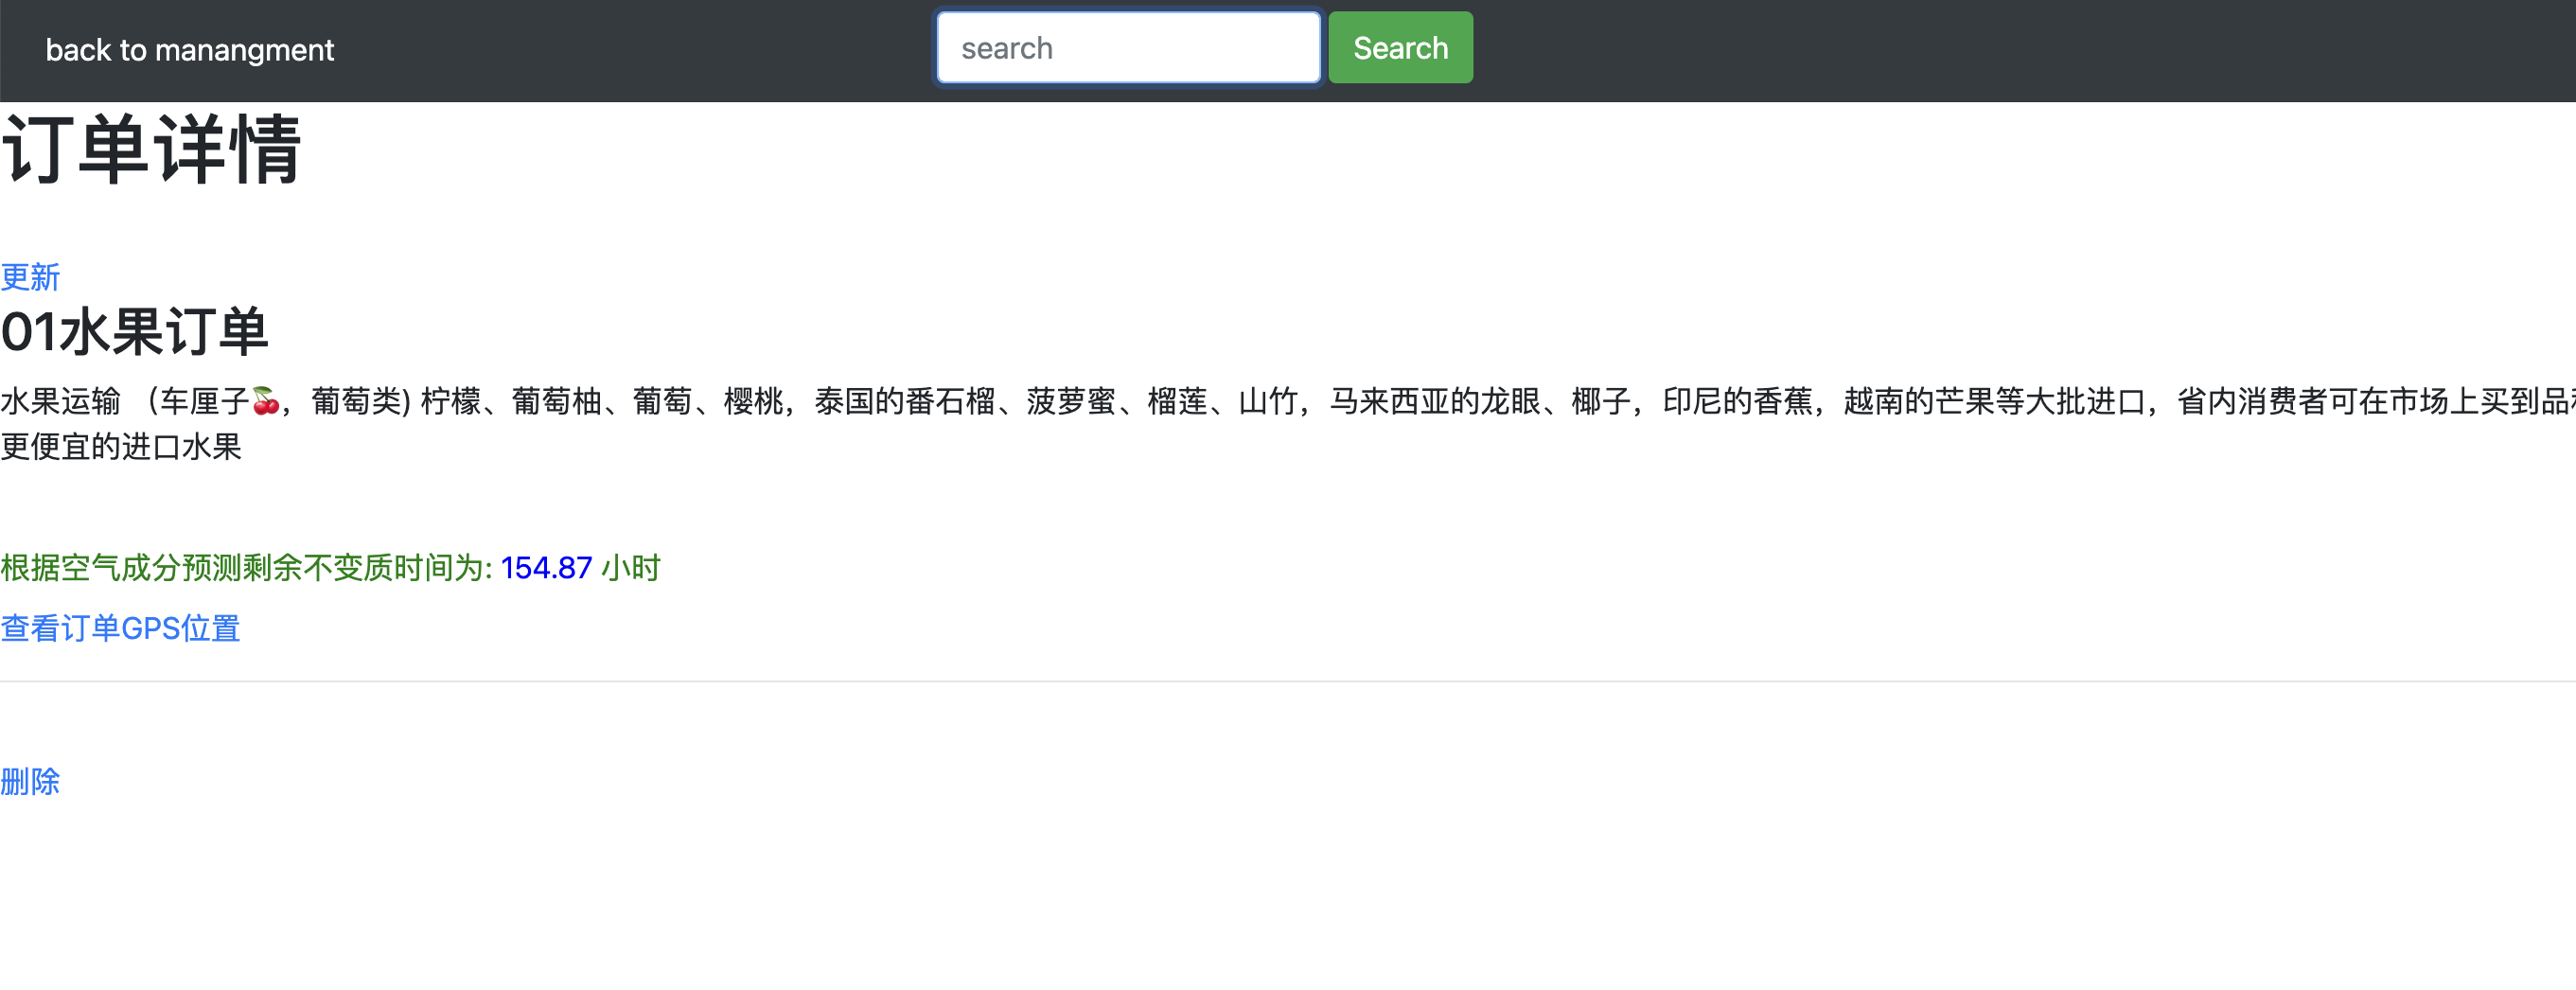 back to manangment
search
Search
订单详情
更新
01水果订单
水果运输 （车厘子🍒，葡萄类) 柠檬、葡萄柚、葡萄、樱桃，泰国的番石榴、菠萝蜜、榴莲、山竹，马来西亚的龙眼、椰子，印尼的香蕉，越南的芒果等大批进口，省内消费者可在市场上买到品
更便宜的进口水果
根据空气成分预测剩余不变质时间为: 154.87 小时
查看订单GPS位置
删除